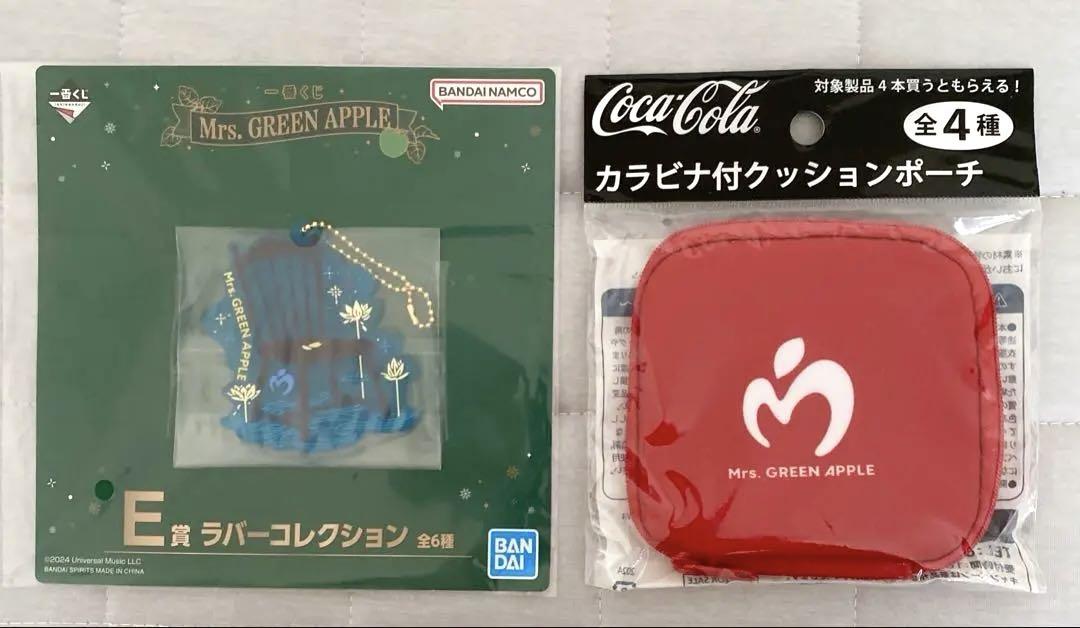 一番くじ
一番くじ
Mrs. GREEN APPLE
BANDAI NAMCO
Mrs. GREEN APPLE
E賞 ラバーコレクション 全6種
©2024 Universal Music LLC
BANDAI SPIRITS MADE IN CHINA
BAN
DAI
Coca-Cola
対象製品4本買うともらえる!
全4種
カラビナ付クッションポーチ
Mrs. GREEN APPLE